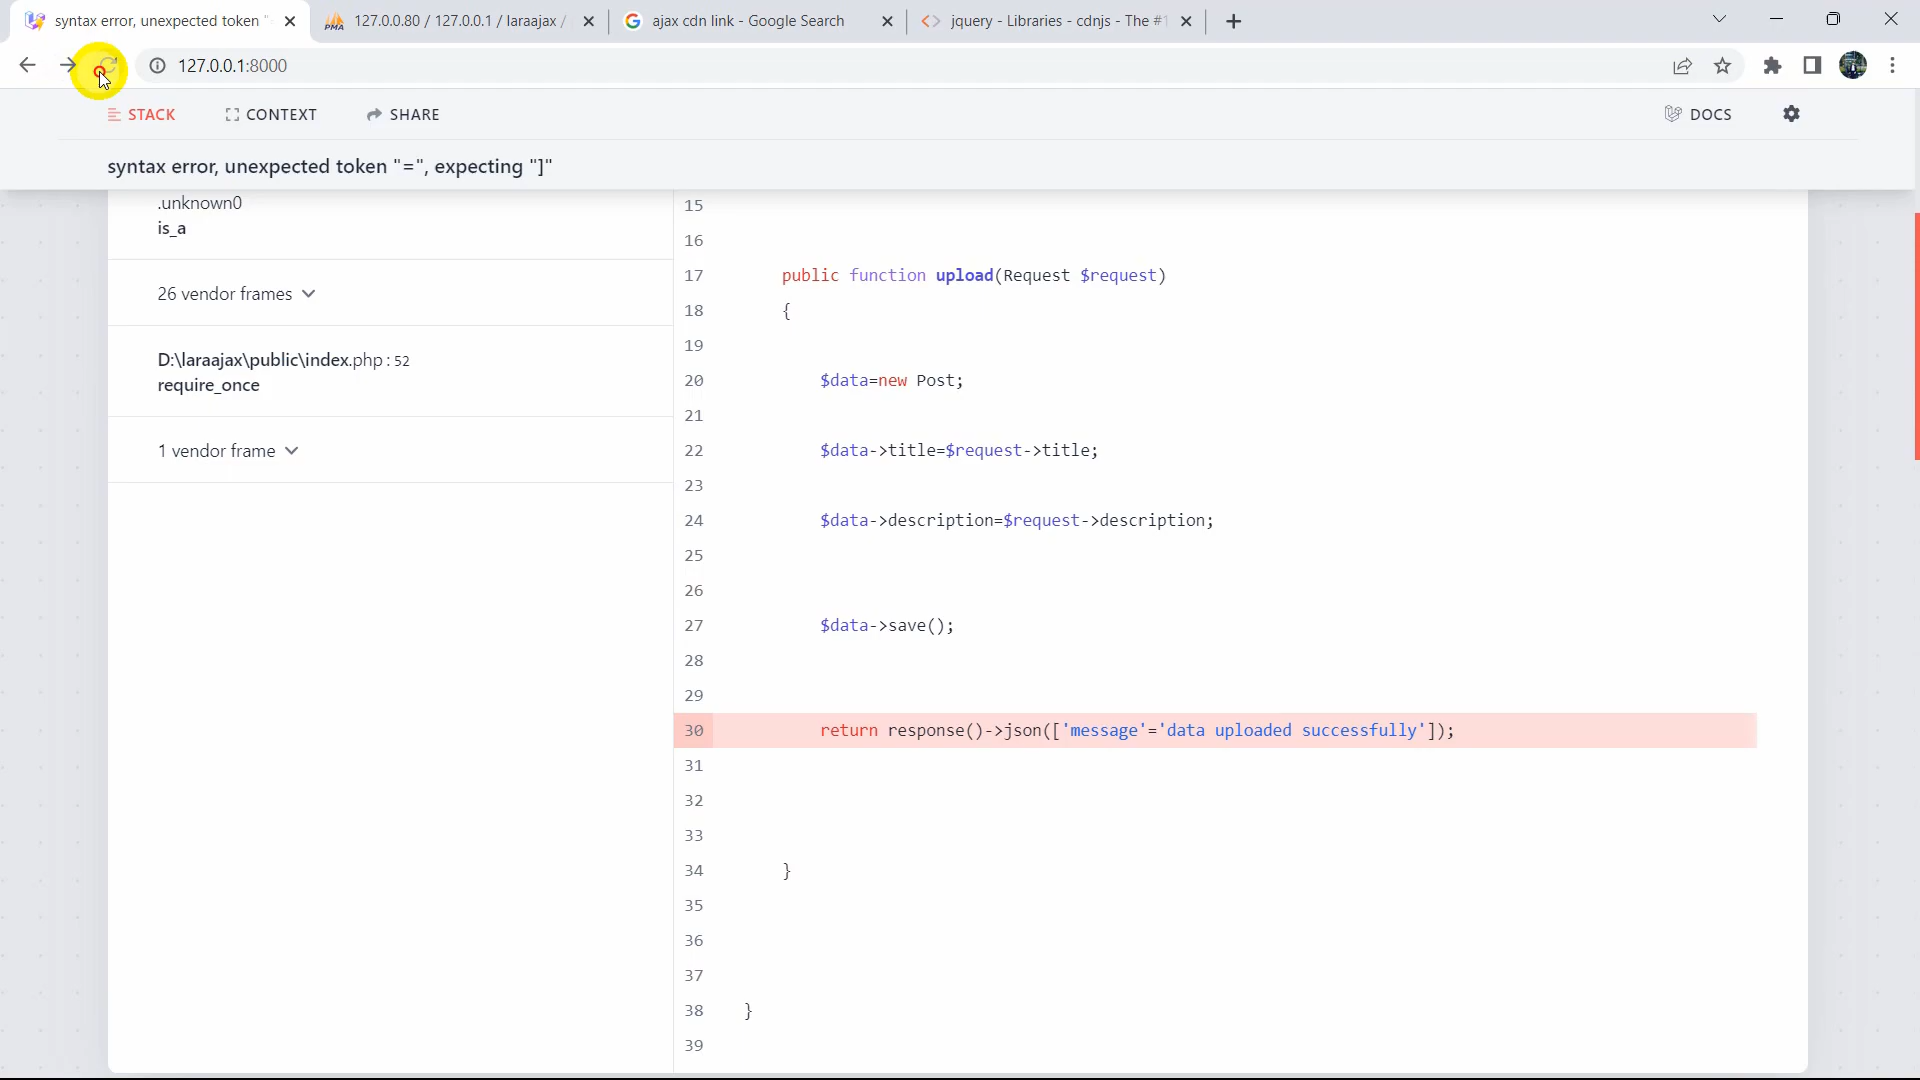 syntax error, unexpected token "
127.0.0.80 / 127.0.0.1 / laraajax /
ajax cdn link - Google Search
jquery - Libraries - cdnjs - The #1
127.0.0.1:8000
STACK
CONTEXT
SHARE
DOCS
syntax error, unexpected token "=", expecting "]"
.unknown0
is_a
26 vendor frames
D:\laraajax\public\index.php : 52
require_once
1 vendor frame
15
16
17 public function upload(Request $request)
18 {
19
20 $data=new Post;
21
22 $data->title=$request->title;
23
24 $data->description=$request->description;
25
26
27 $data->save();
28
29
30 return response()->json(['message'='data uploaded successfully']);
31
32
33
34 }
35
36
37
38 }
39